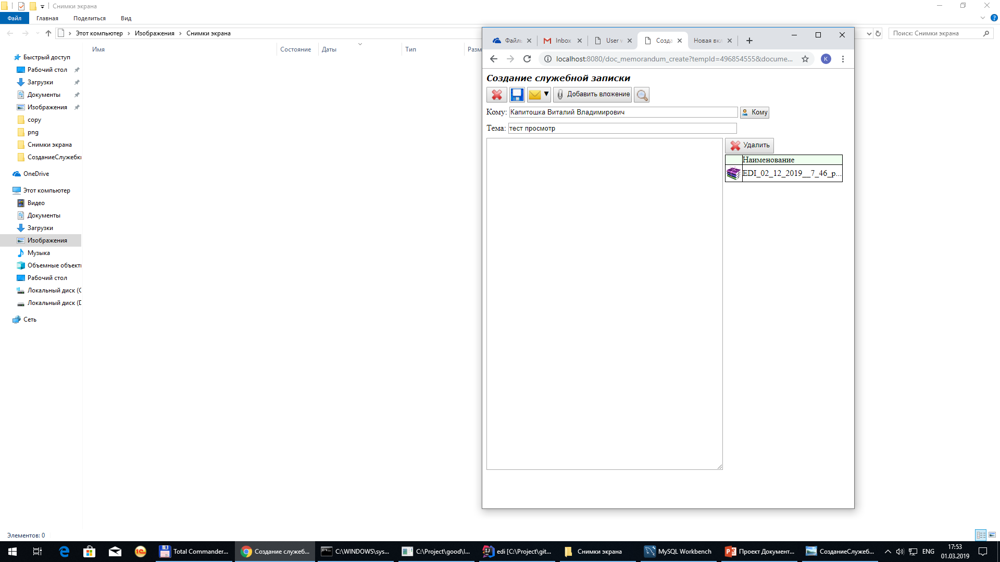 Снимки экрана
Файл Главная Поделиться Вид
Этот компьютер Изображения Снимки экрана
Поиск: Снимки экрана
Имя Состояние Даты Тип Разм
Быстрый доступ
Рабочий стол
Загрузки
Документы
Изображения
copy
png
Снимки экрана
СозданиеСлужебк
OneDrive
Этот компьютер
Видео
Документы
Загрузки
Изображения
Музыка
Объемные объект
Рабочий стол
Локальный диск (C
Локальный диск (D
Сеть
Элементов: 0
Файль Inbox User Созда Новая вкл
localhost:8080/doc_memorandum_create?tempId=496854555&docume...
K
Создание служебной записки
Добавить вложение
Кому: Капитошка Виталий Владимирович Кому
Тема: тест просмотр
Удалить
Наименование
EDI_02_12_2019__7_46_p...
Total Commander... Создание служеб... C:\WINDOWS\sys... C:\Project\good\l... edi [C:\Project\git... Снимки экрана MySQL Workbench Проект Документ... СозданиеСлужеб... ENG
17:53
01.03.2019